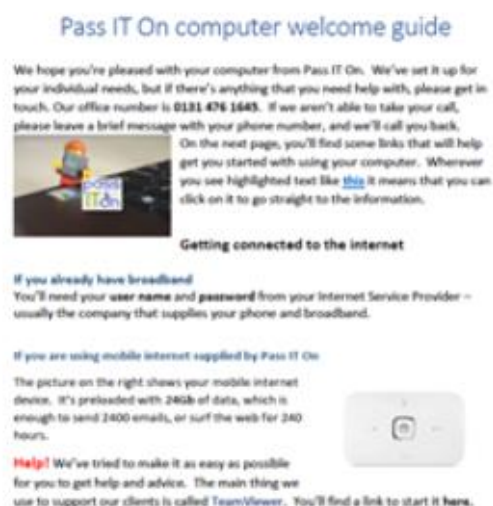 Pass IT On computer welcome guide
We hope you're pleased with your computer from Pass IT On. We've set it up for
your individual needs, but if there's anything that you need help with, please get in
touch. Our office number is 0131 476 1645. If we aren't able to take your call,
please leave a brief message with your phone number, and we'll call you back.
On the next page, you'll find some links that will help
get you started with using your computer. Wherever
you see highlighted text like this it means that you can
click on it to go straight to the information.
pass
IT On
Getting connected to the internet
If you already have broadband
You'll need your user name and password from your Internet Service Provider –
usually the company that supplies your phone and broadband.
If you are using mobile internet supplied by Pass IT On
The picture on the right shows your mobile internet
device. It's preloaded with 24Gb of data, which is
enough to send 2400 emails, or surf the web for 240
hours.
Help! We've tried to make it as easy as possible
for you to get help and advice. The main thing we
use to support our clients is called TeamViewer. You'll find a link to start it here.